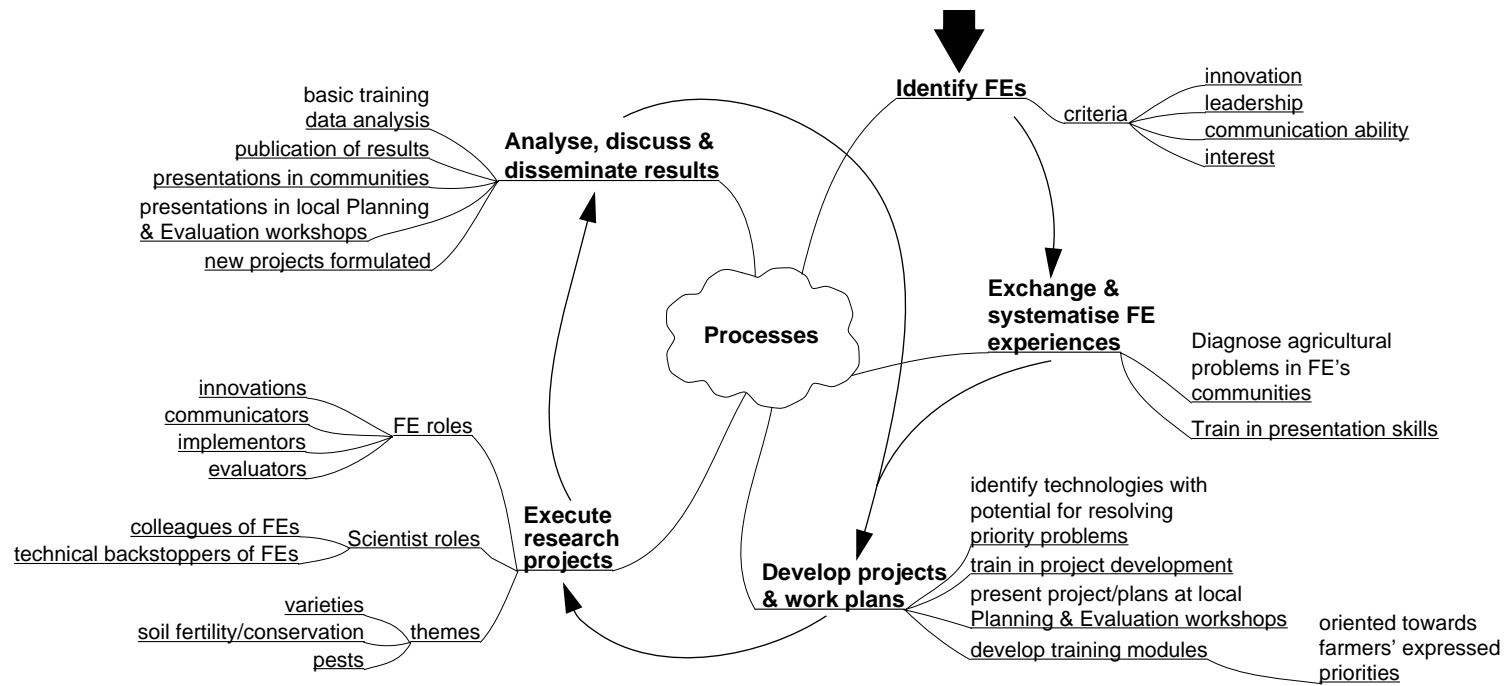 Identify FEs
criteria
innovation
leadership
communication ability
interest
Exchange &
systematise FE
experiences
Diagnose agricultural
problems in FE's
communities
Train in presentation skills
Develop projects
& work plans
identify technologies with
potential for resolving
priority problems
train in project development
present project/plans at local
Planning & Evaluation workshops
develop training modules
oriented towards
farmers' expressed
priorities
Execute
research
projects
FE roles
innovations
communicators
implementors
evaluators
Scientist roles
colleagues of FEs
technical backstoppers of FEs
themes
varieties
soil fertility/conservation
pests
Analyse, discuss &
disseminate results
basic training
data analysis
publication of results
presentations in communities
presentations in local Planning
& Evaluation workshops
new projects formulated
Processes